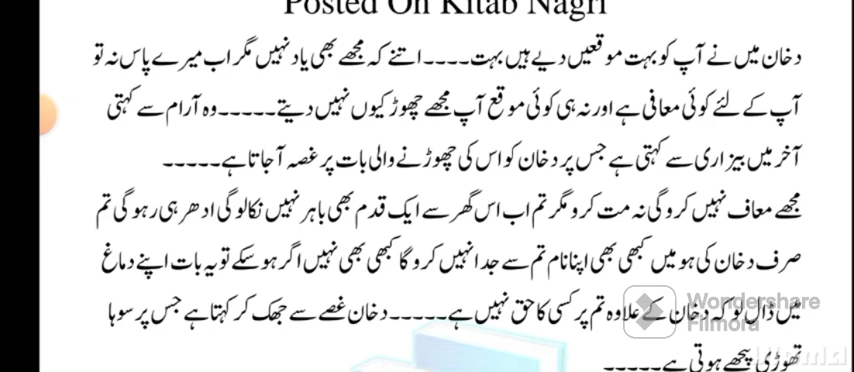 Posted On Kitab Nagri
دخان میں نے آپ کو بہت موقعیں دیے ہیں بہت۔۔۔۔اتنے کہ مجھے بھی یاد نہیں مگر اب میرے پاس نہ تو
آپ کے لئے کوئی معافی ہے اور نہ ہی کوئی موقع آپ مجھے چھوڑ کیوں نہیں دیتے۔۔۔۔۔وہ آرام سے کہتی
آخر میں بیزاری سے کہتی ہے جس پر دخان کو اس کی چھوڑنے والی بات پر غصہ آجاتا ہے۔۔۔۔۔
مجھے معاف نہیں کروگی نہ مت کرو مگر تم اب اس گھر سے ایک قدم بھی باہر نہیں نکالو گی ادھر ہی رہو گی تم
صرف دخان کی ہو میں کبھی بھی اپنا نام تم سے جدا نہیں کروگا کبھی بھی نہیں اگر ہوسکے تو یہ بات اپنے دماغ
میں ڈال لو کہ دخان کے علاوہ تم پر کسی کا حق نہیں ہے۔۔۔۔۔دخان غصے سے جھک کر کہتا ہے جس پر سوہا
تھوڑی پیچھے ہوتی ہے۔۔۔۔۔
Wondershare
Filmora